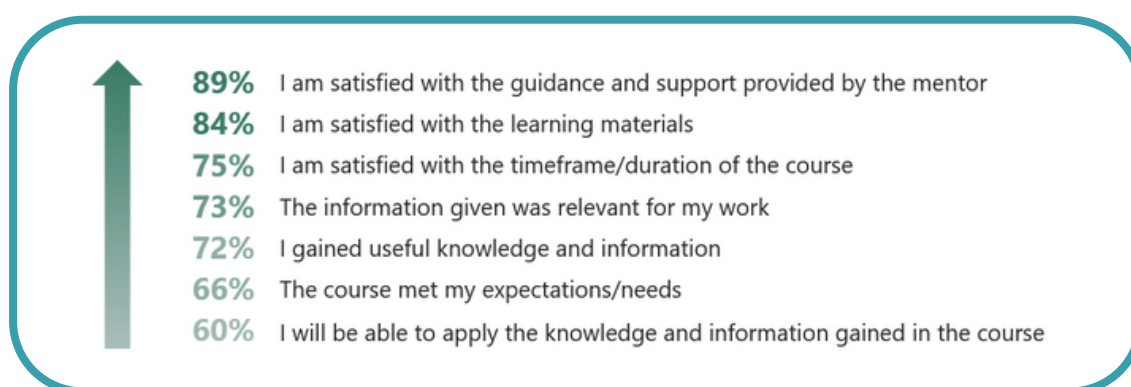 89% I am satisfied with the guidance and support provided by the mentor
84% I am satisfied with the learning materials
75% I am satisfied with the timeframe/duration of the course
73% The information given was relevant for my work
72% I gained useful knowledge and information
66% The course met my expectations/needs
60% I will be able to apply the knowledge and information gained in the course